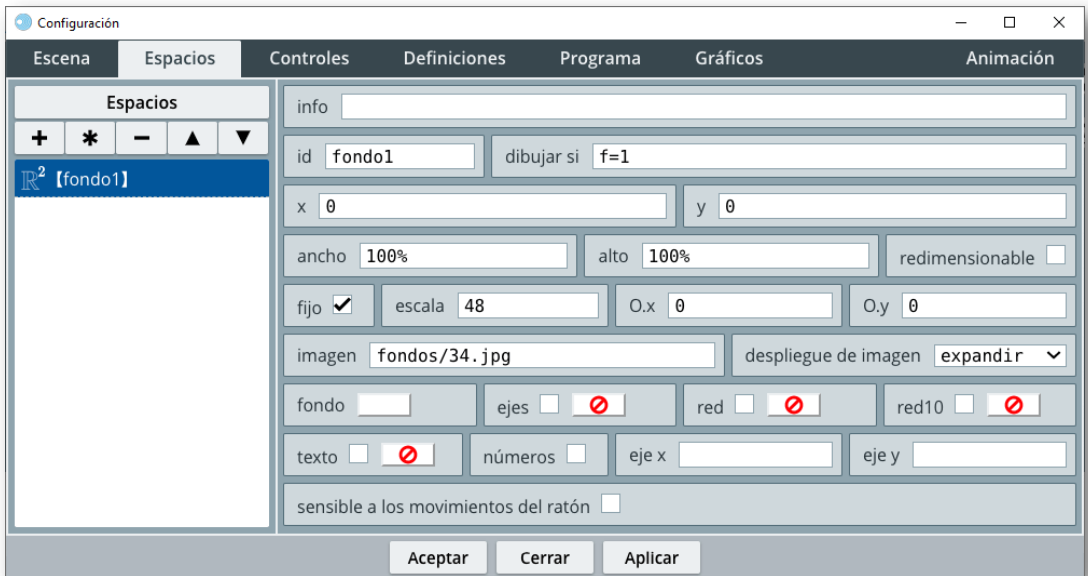 Configuración
Escena Espacios Controles Definiciones Programa Gráficos Animación
Espacios
ℝ² 【fondo1】
info
id fondo1 dibujar si f=1
x 0 y 0
ancho 100% alto 100% redimensionable
fijo escala 48 O.x 0 O.y 0
imagen fondos/34.jpg despliegue de imagen expandir
fondo ejes red red10
texto números eje x eje y
sensible a los movimientos del ratón
Aceptar Cerrar Aplicar